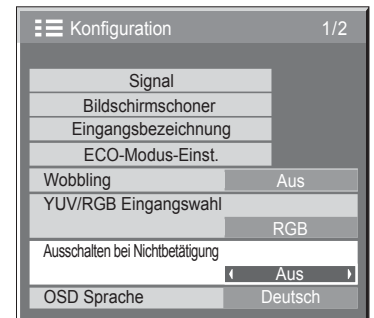 Konfiguration 1/2
Signal
Bildschirmschoner
Eingangsbezeichnung
ECO-Modus-Einst.
Wobbling Aus
YUV/RGB Eingangswahl
RGB
Ausschalten bei Nichtbetätigung
Aus
OSD Sprache Deutsch